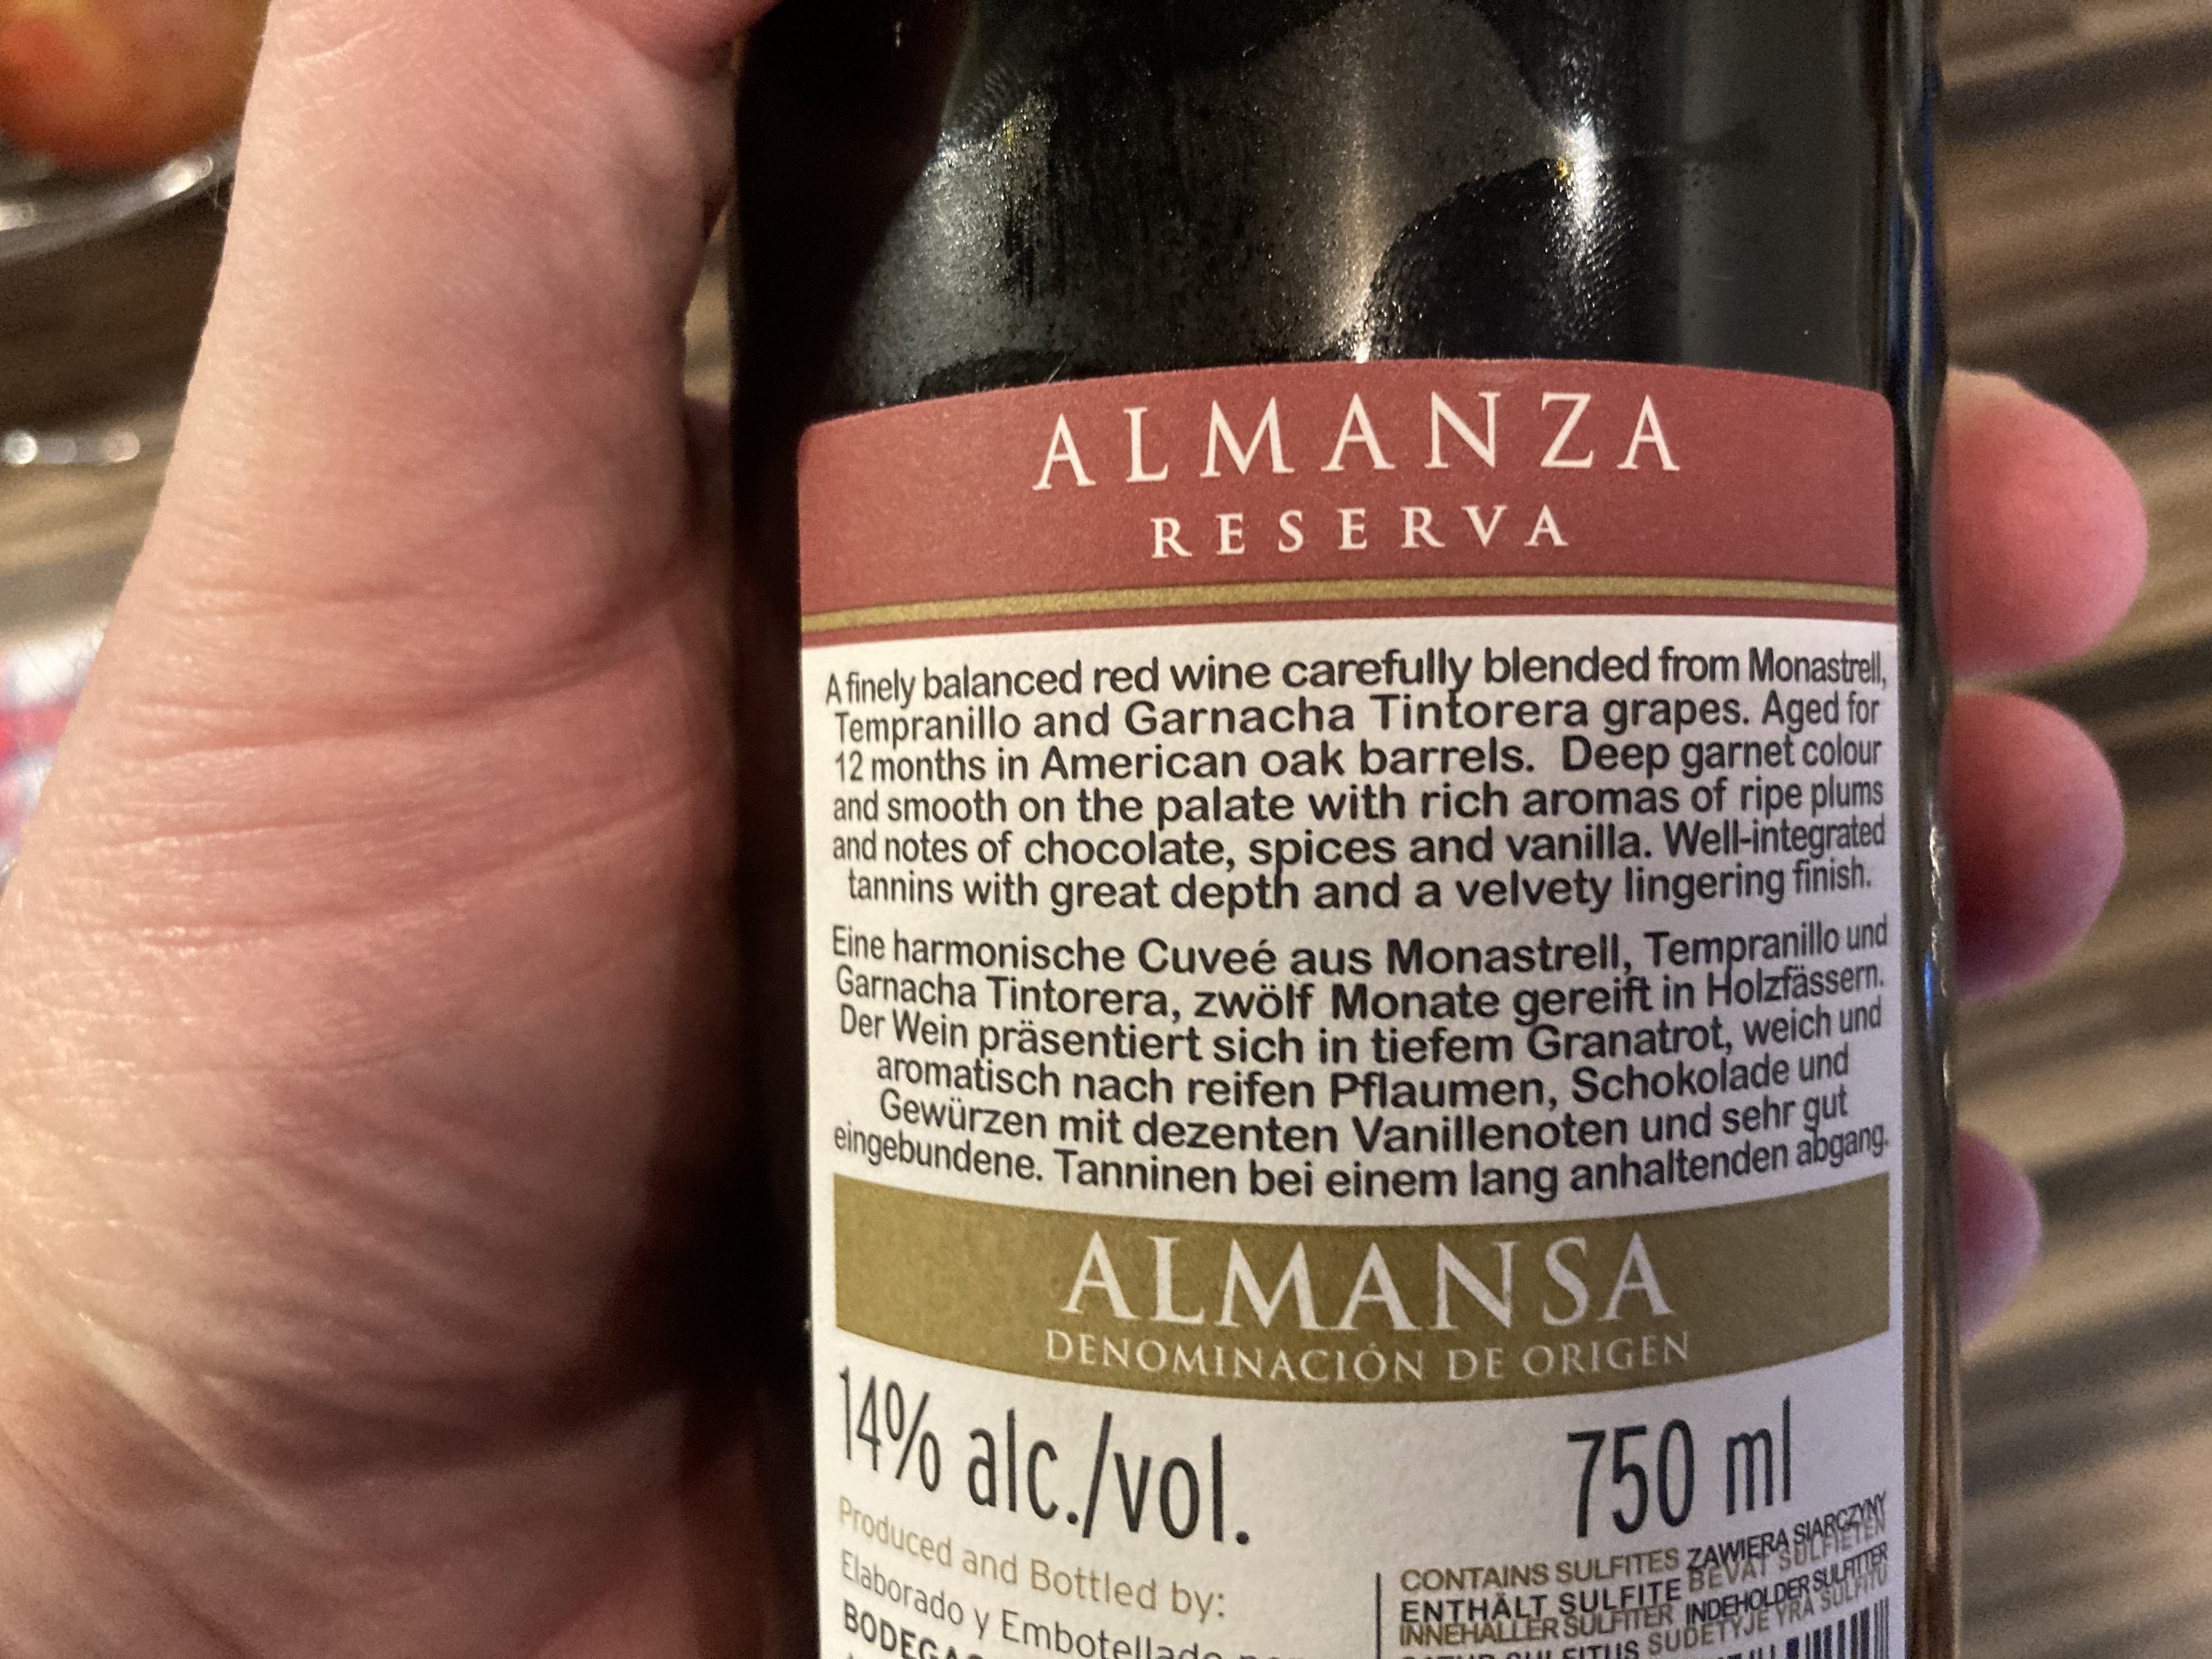 ALMANZA
RESERVA
A finely balanced red wine carefully blended from Monastrell,
Tempranillo and Garnacha Tintorera grapes. Aged for
12 months in American oak barrels. Deep garnet colour
and smooth on the palate with rich aromas of ripe plums
and notes of chocolate, spices and vanilla. Well-integrated
tannins with great depth and a velvety lingering finish.
Eine harmonische Cuveé aus Monastrell, Tempranillo und
Garnacha Tintorera, zwölf Monate gereift in Holzfässern.
Der Wein präsentiert sich in tiefem Granatrot, weich und
aromatisch nach reifen Pflaumen, Schokolade und
Gewürzen mit dezenten Vanillenoten und sehr gut
eingebundene. Tanninen bei einem lang anhaltenden abgang.
ALMANSA
DENOMINACIÓN DE ORIGEN
14% alc./vol.
750 ml
Produced and Bottled by:
Elaborado y Embotellado por
CONTAINS SULFITES ZAWIERA SIARCZYNY
ENTHÄLT SULFITE BEVAT SULFIETEN
INNEHÅLLER SULFITER INDEHOLDER SULFITTER
SUDĖTYJE YRA SULFITŲ